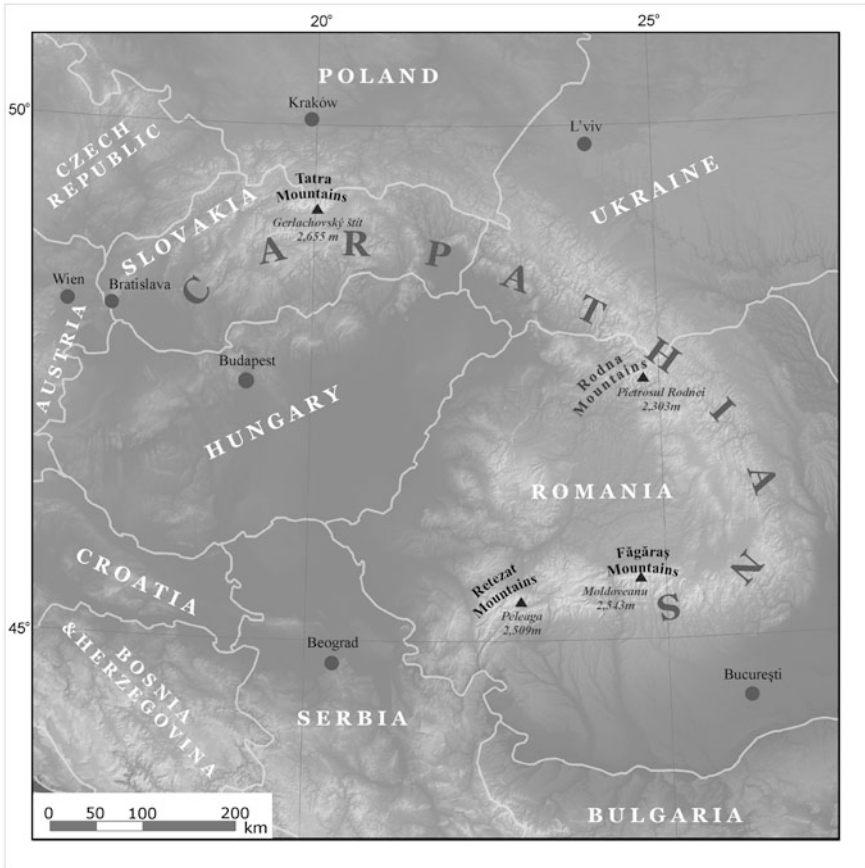 20°
25°
POLAND
50°
Kraków
L'viv
CZECH
REPUBLIC
UKRAINE
Tatra
Mountains
SLOVAKIA
Gerlachovský štít
2,655 m
CARPATHIANS
Wien
Bratislava
AUSTRIA
Budapest
HUNGARY
Rodna
Mountains
Pietrosul Rodnei
2,303m
ROMANIA
Făgăraş
Mountains
Moldoveanu
2,543m
Retezat
Mountains
Peleaga
2,509m
CROATIA
45°
BOSNIA
&HERZEGOVINA
Beograd
SERBIA
Bucureşti
BULGARIA
0 50 100 200
km